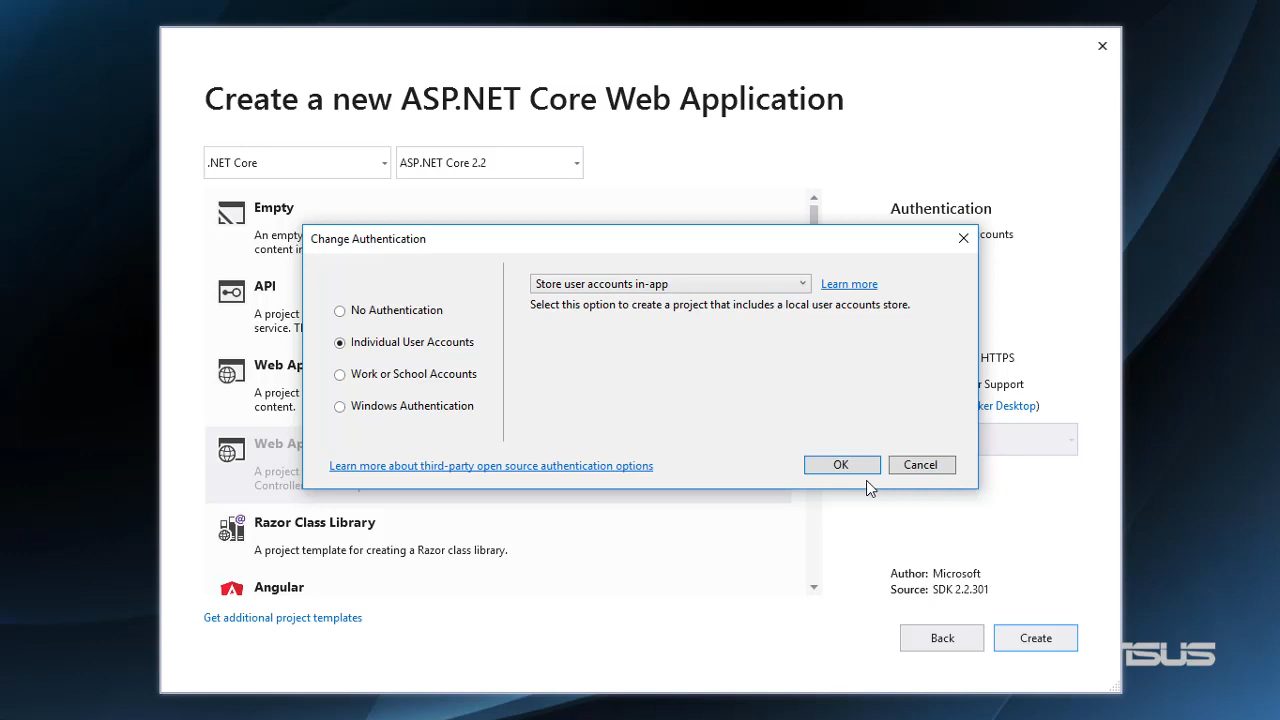 Create a new ASP.NET Core Web Application
.NET Core
ASP.NET Core 2.2
Empty
An empty
content in
Authentication
counts
Change Authentication
Store user accounts in-app
Learn more
Select this option to create a project that includes a local user accounts store.
No Authentication
Individual User Accounts
Work or School Accounts
Windows Authentication
Learn more about third-party open source authentication options
OK
Cancel
API
A project
service. Th
Web Ap
A project
content.
HTTPS
r Support
ker Desktop)
Web Ap
A project
Controlle
Razor Class Library
A project template for creating a Razor class library.
Angular
Get additional project templates
Author: Microsoft
Source: SDK 2.2.301
Back
Create